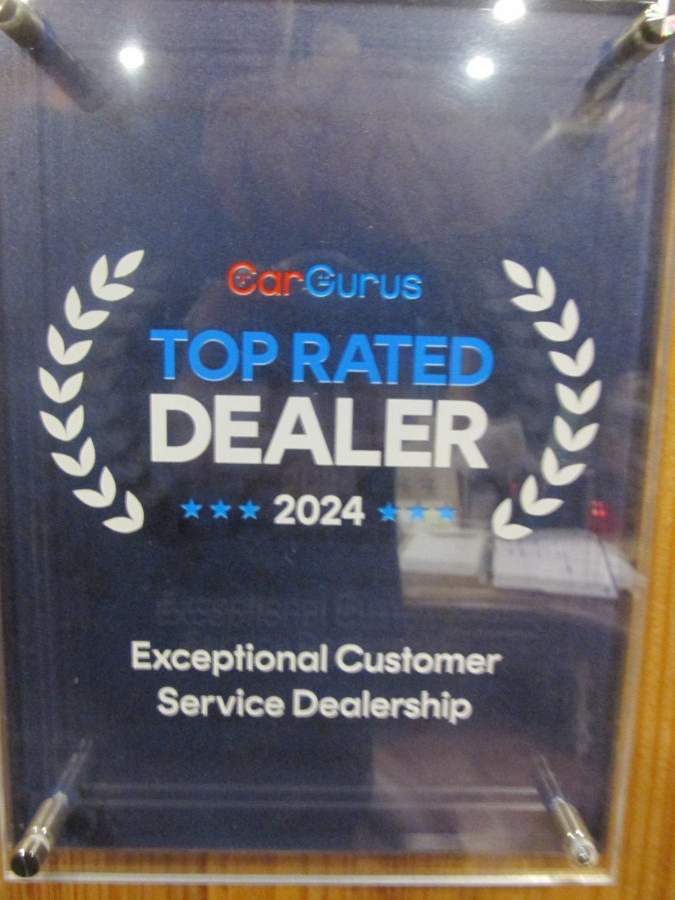 CarGurus
TOP RATED
DEALER
2024
Exceptional Customer
Service Dealership